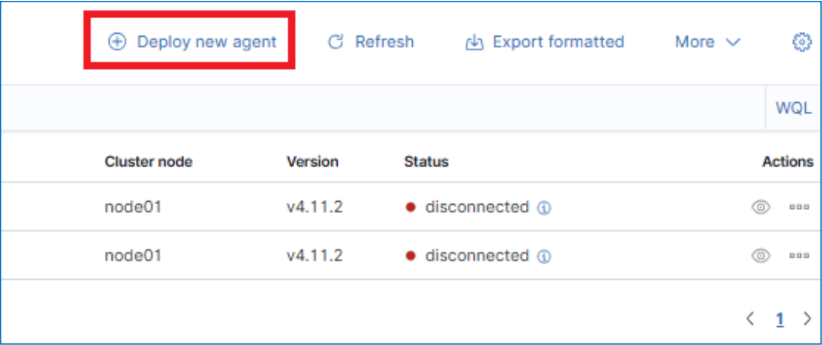 Deploy new agent Refresh Export formatted More
WQL
Cluster node Version Status Actions
node01 v4.11.2 disconnected
node01 v4.11.2 disconnected
1